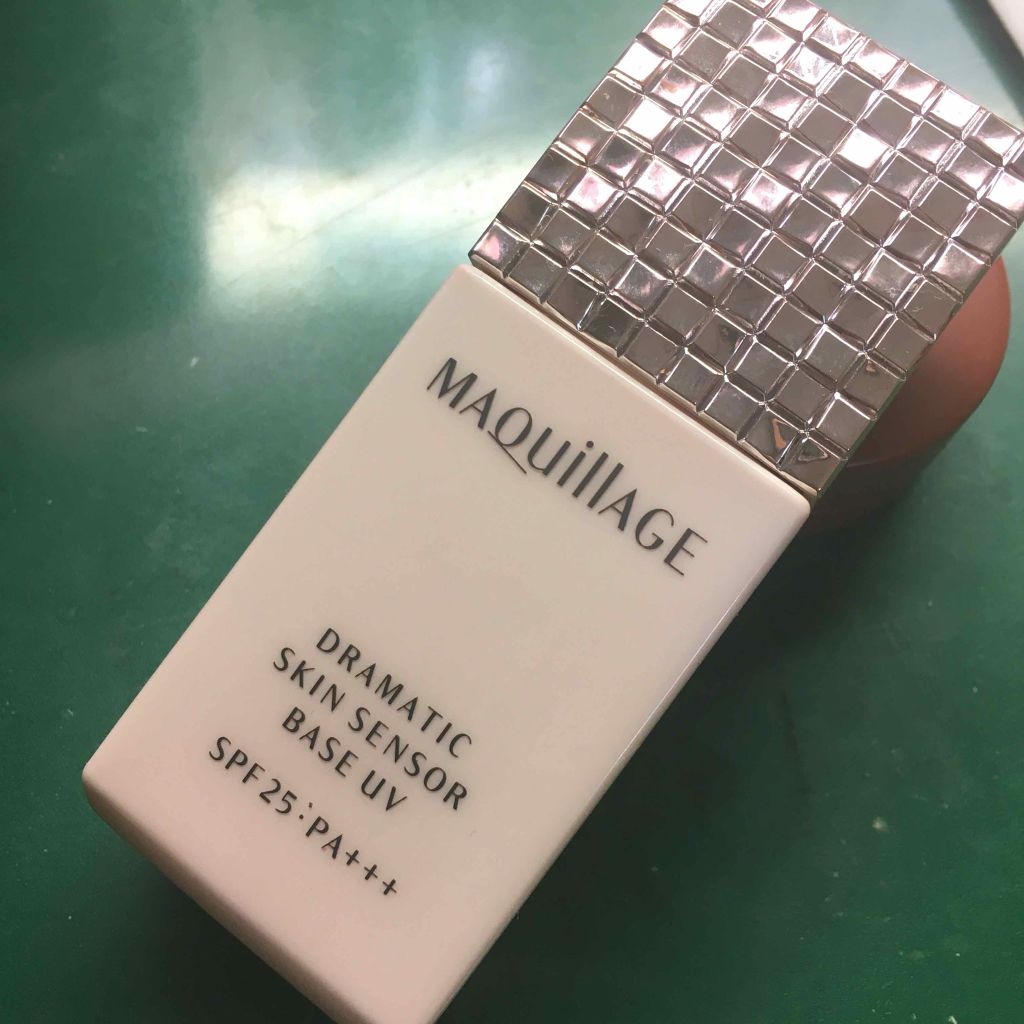 MAQuillAGE
DRAMATIC
SKIN SENSOR
BASE UV
SPF25:PA+++